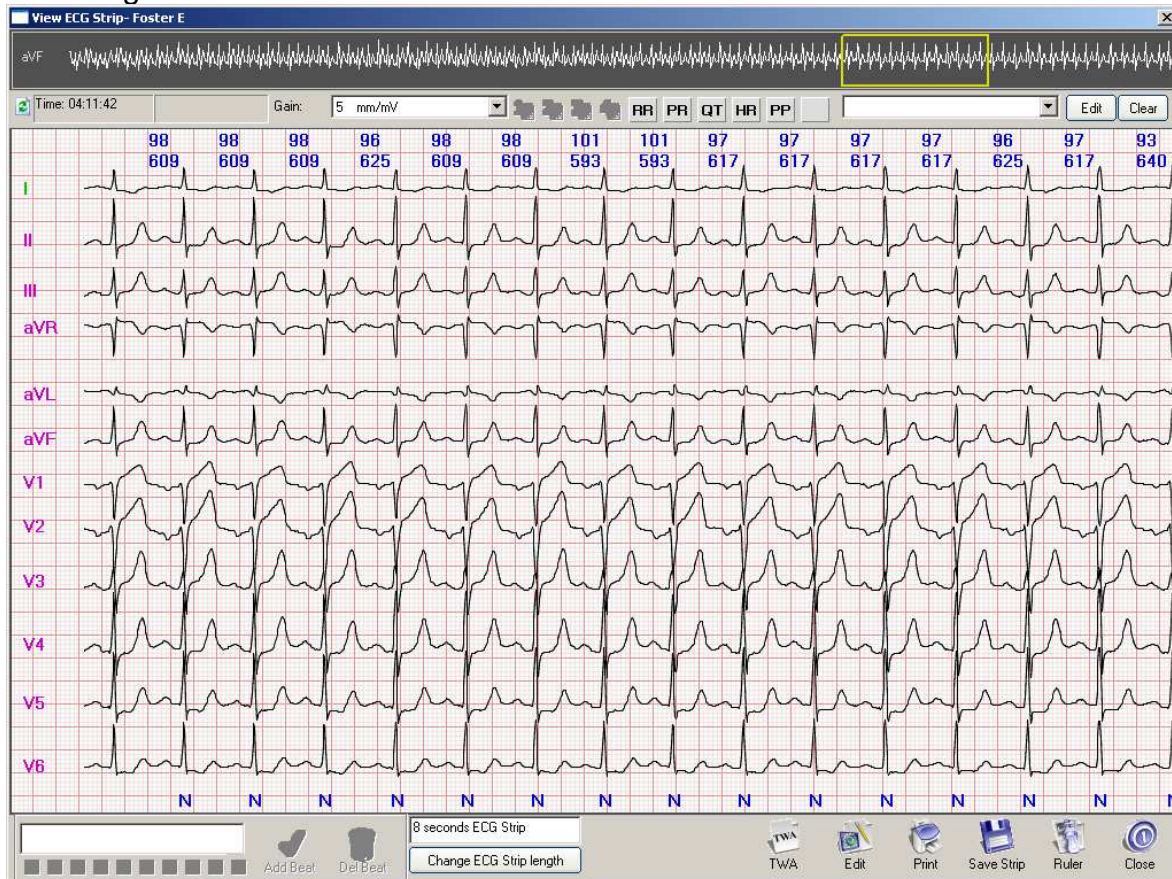 View ECG Strip- Foster E
aVF
Time: 04:11:42 Gain: 5 mm/mV RR PR QT HR PP Edit Clear
98 98 98 96 98 98 101 101 97 97 97 97 96 97 93
609 609 609 625 609 609 593 593 617 617 617 617 625 617 640
I
II
III
aVR
aVL
aVF
V1
V2
V3
V4
V5
V6
N N N N N N N N N N N N N N
8 seconds ECG Strip
Add Beat Del Beat Change ECG Strip length TWA Edit Print Save Strip Ruler Close